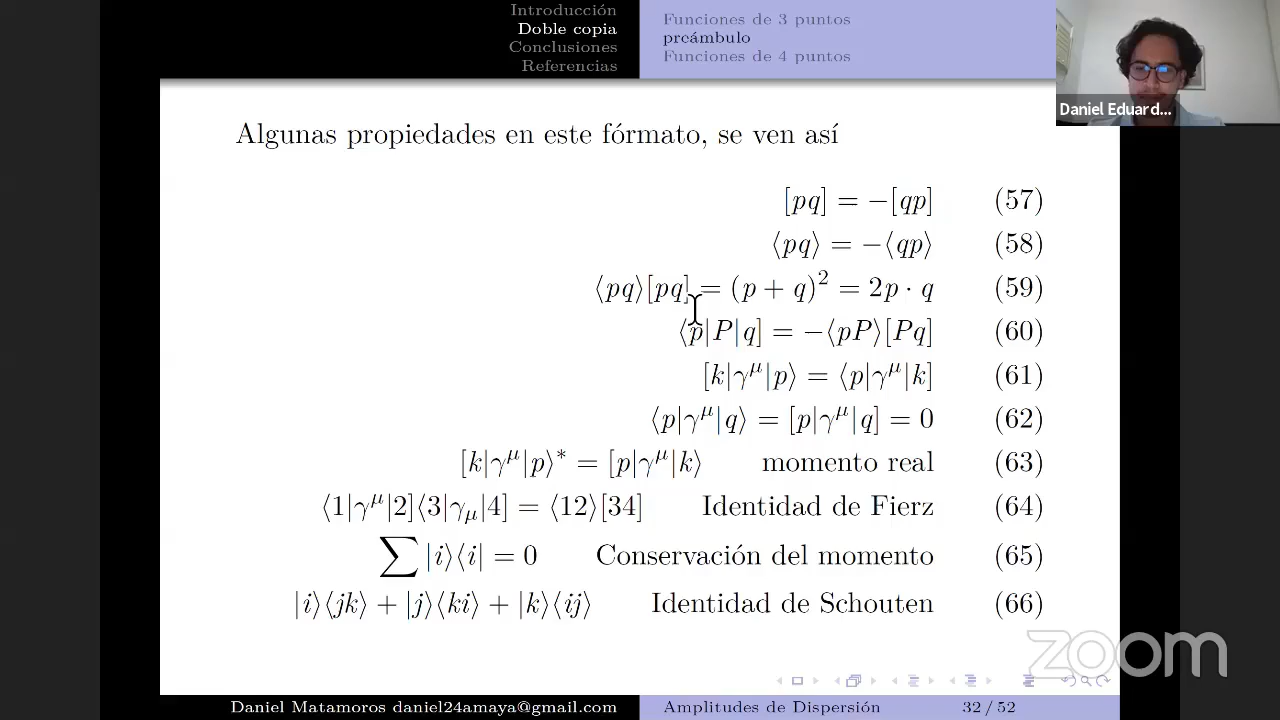 Introducción
Doble copia
Conclusiones
Referencias
Funciones de 3 puntos
preámbulo
Funciones de 4 puntos
Daniel Eduard...
Algunas propiedades en este fórmato, se ven así
[pq] = −[qp] (57)
⟨pq⟩ = −⟨qp⟩ (58)
⟨pq⟩[pq] = (p + q)² = 2p · q (59)
⟨p|P|q] = −⟨pP⟩[Pq] (60)
[k|γ^μ|p⟩ = ⟨p|γ^μ|k] (61)
⟨p|γ^μ|q⟩ = [p|γ^μ|q] = 0 (62)
[k|γ^μ|p⟩* = [p|γ^μ|k⟩ momento real (63)
⟨1|γ^μ|2]⟨3|γ_μ|4] = ⟨12⟩[34] Identidad de Fierz (64)
∑ |i⟩⟨i| = 0 Conservación del momento (65)
|i⟩⟨jk⟩ + |j⟩⟨ki⟩ + |k⟩⟨ij⟩ Identidad de Schouten (66)
zoom
Daniel Matamoros daniel24amaya@gmail.com
Amplitudes de Dispersión
32 / 52